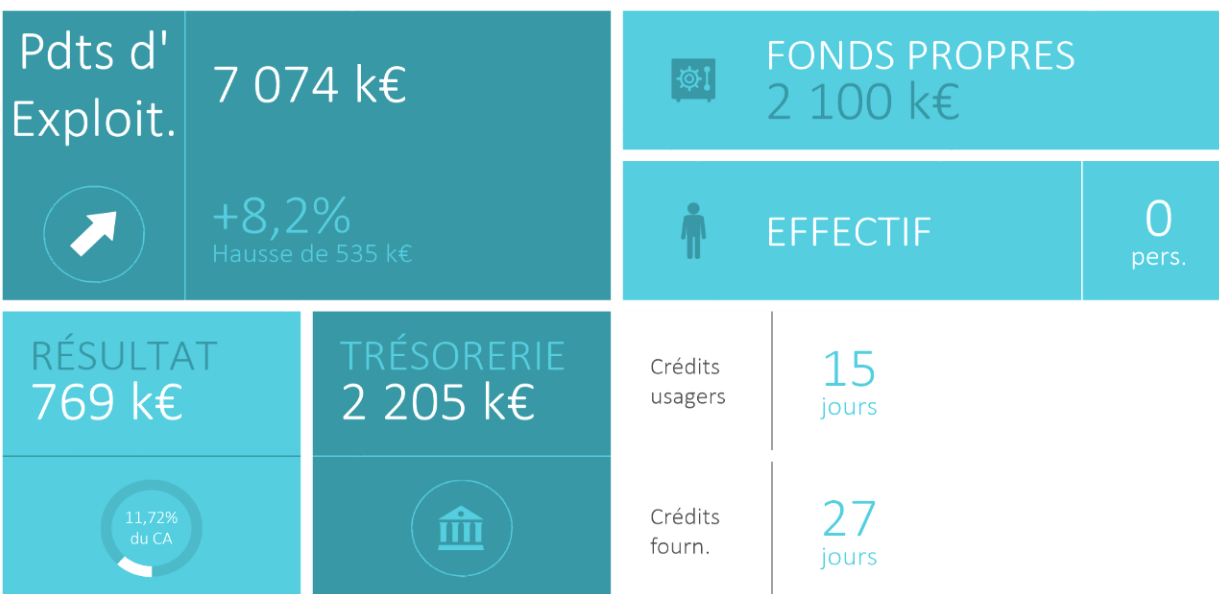 Pdts d'
Exploit.
7 074 k€
+8,2%
Hausse de 535 k€
FONDS PROPRES
2 100 k€
EFFECTIF
0
pers.
RÉSULTAT
769 k€
11,72%
du CA
TRÉSORERIE
2 205 k€
Crédits
usagers
15
jours
Crédits
fourn.
27
jours